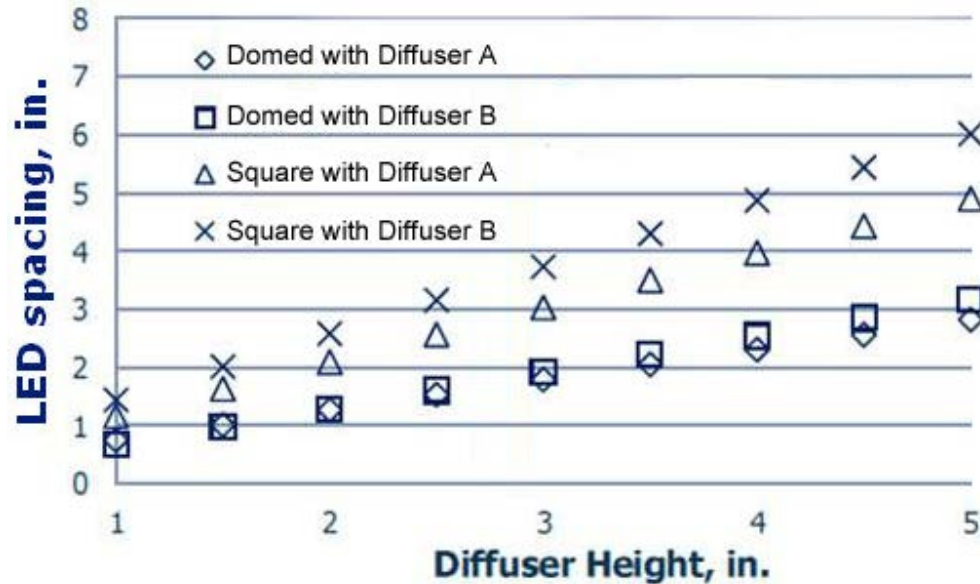 8
7
6
5
4
3
2
1
0
LED spacing, in.
Domed with Diffuser A
Domed with Diffuser B
Square with Diffuser A
Square with Diffuser B
1 2 3 4 5
Diffuser Height, in.